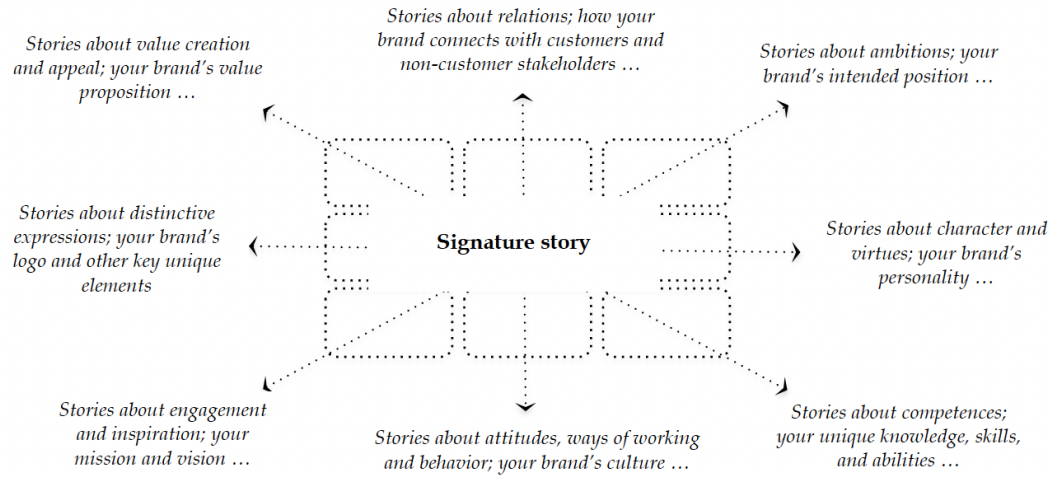 Stories about value creation
and appeal; your brand’s value
proposition …
Stories about relations; how your
brand connects with customers and
non-customer stakeholders …
Stories about ambitions; your
brand’s intended position …
Stories about distinctive
expressions; your brand’s
logo and other key unique
elements
Signature story
Stories about character and
virtues; your brand’s
personality …
Stories about engagement
and inspiration; your
mission and vision …
Stories about attitudes, ways of working
and behavior; your brand’s culture …
Stories about competences;
your unique knowledge, skills,
and abilities …